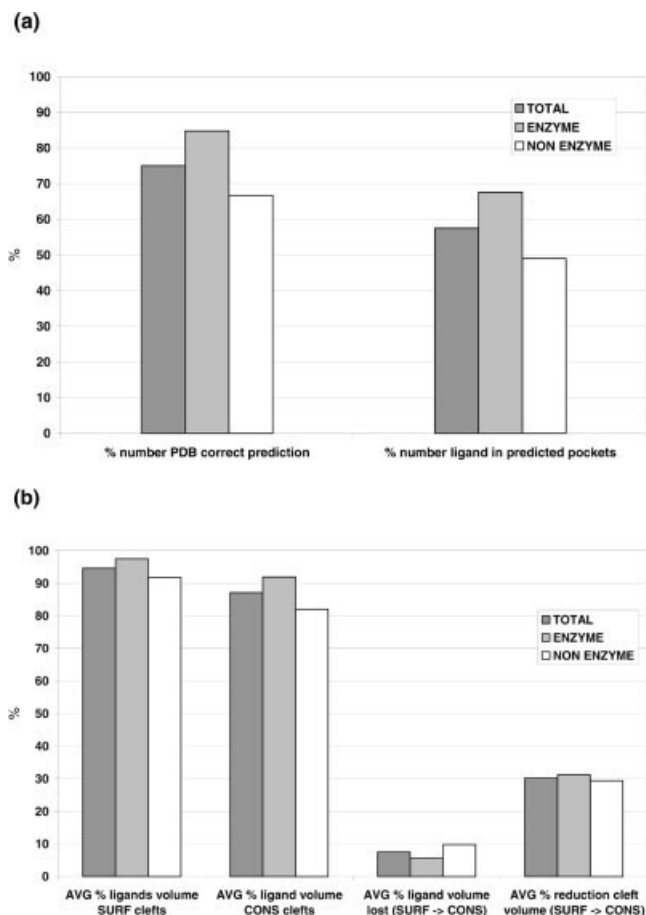 (a)
100
90
80
70
60
50
40
30
20
10
0
%
TOTAL
ENZYME
NON ENZYME
% number PDB correct prediction
% number ligand in predicted pockets
(b)
100
90
80
70
60
50
40
30
20
10
0
%
TOTAL
ENZYME
NON ENZYME
AVG % ligands volume
SURF clefts
AVG % ligand volume
CONS clefts
AVG % ligand volume
lost (SURF -> CONS)
AVG % reduction cleft
volume (SURF -> CONS)